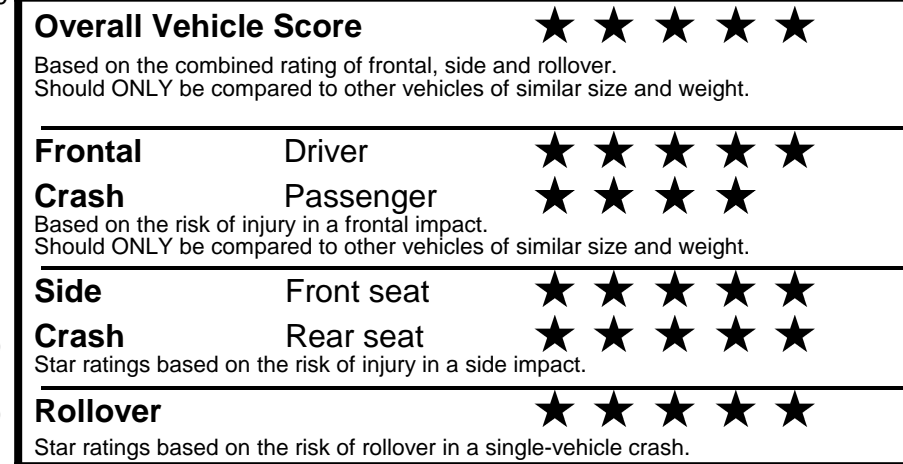 Overall Vehicle Score ★ ★ ★ ★ ★
Based on the combined rating of frontal, side and rollover.
Should ONLY be compared to other vehicles of similar size and weight.
Frontal Driver ★ ★ ★ ★ ★
Crash Passenger ★ ★ ★ ★
Based on the risk of injury in a frontal impact.
Should ONLY be compared to other vehicles of similar size and weight.
Side Front seat ★ ★ ★ ★ ★
Crash Rear seat ★ ★ ★ ★ ★
Star ratings based on the risk of injury in a side impact.
Rollover ★ ★ ★ ★ ★
Star ratings based on the risk of rollover in a single-vehicle crash.